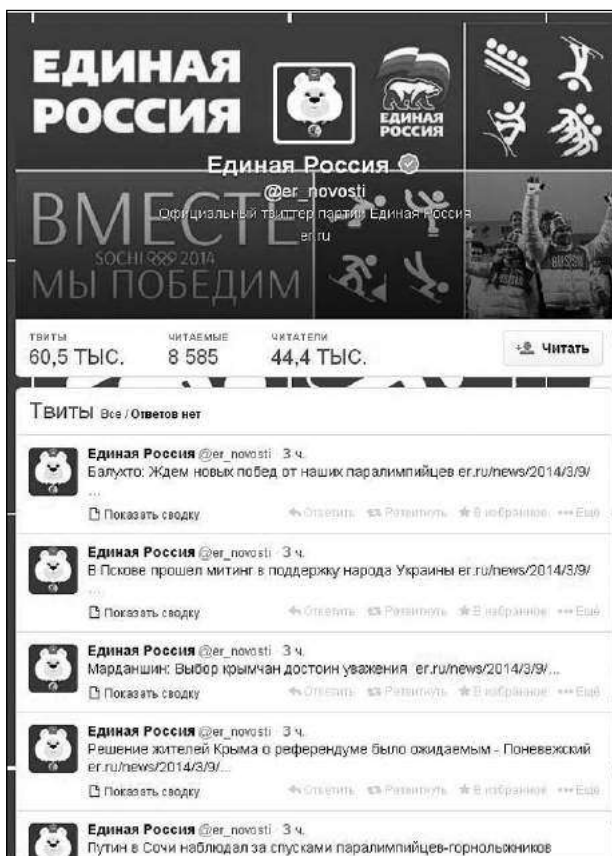 ЕДИНАЯ
РОССИЯ
ЕДИНАЯ
РОССИЯ
Единая Россия
@er_novosti
Официальный твиттер партии Единая Россия
er.ru
ВМЕСТЕ
SOCHI 2014
МЫ ПОБЕДИМ
RUSSIA
ТВИТЫ
60,5 ТЫС.
ЧИТАЕМЫЕ
8 585
ЧИТАТЕЛИ
44,4 ТЫС.
Читать
Твиты Все / Ответов нет
Единая Россия @er_novosti · 3 ч.
Балухто: Ждем новых побед от наших паралимпийцев er.ru/news/2014/3/9/
...
Показать сводку Ответить Ретвитнуть В избранное ••• Ещё
Единая Россия @er_novosti · 3 ч.
В Пскове прошел митинг в поддержку народа Украины er.ru/news/2014/3/9/
...
Показать сводку Ответить Ретвитнуть В избранное ••• Ещё
Единая Россия @er_novosti · 3 ч.
Марданшин: Выбор крымчан достоин уважения er.ru/news/2014/3/9/...
Показать сводку Ответить Ретвитнуть В избранное ••• Ещё
Единая Россия @er_novosti · 3 ч.
Решение жителей Крыма о референдуме было ожидаемым - Поневежский
er.ru/news/2014/3/9/...
Показать сводку Ответить Ретвитнуть В избранное ••• Ещё
Единая Россия @er_novosti · 3 ч.
Путин в Сочи наблюдал за спусками паралимпийцев-горнолыжников